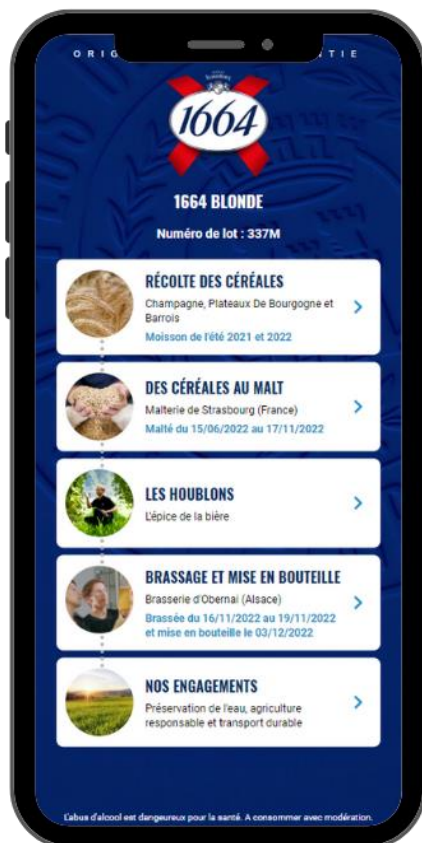 1664
1664 BLONDE
Numéro de lot : 337M
RÉCOLTE DES CÉRÉALES
Champagne, Plateaux De Bourgogne et
Barrois
Moisson de l'été 2021 et 2022
DES CÉRÉALES AU MALT
Malterie de Strasbourg (France)
Malté du 15/06/2022 au 17/11/2022
LES HOUBLONS
L'épice de la bière
BRASSAGE ET MISE EN BOUTEILLE
Brasserie d'Obernai (Alsace)
Brassée du 16/11/2022 au 19/11/2022
et mise en bouteille le 03/12/2022
NOS ENGAGEMENTS
Préservation de l'eau, agriculture
responsable et transport durable
L'abus d'alcool est dangeureux pour la santé. A consommer avec modération.